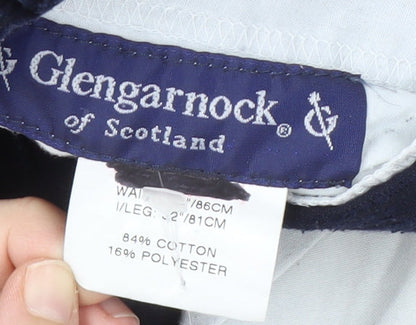 Glengarnock®
of Scotland
G
G
"/86CM
I/LEG: "/81CM
84% COTTON
16% POLYESTER